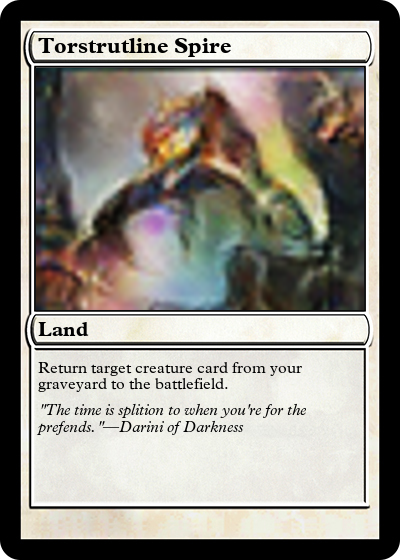 Torstrutline Spire
Land
Return target creature card from your
graveyard to the battlefield.
"The time is splition to when you're for the
prefends."—Darini of Darkness